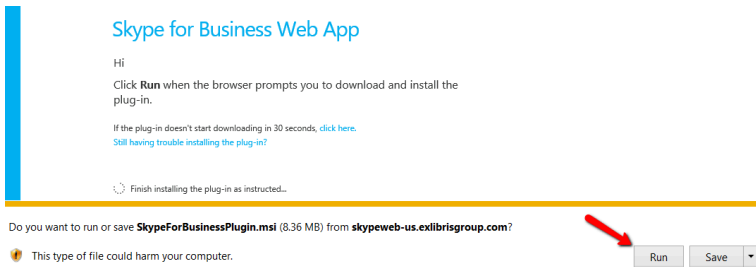 Skype for Business Web App
Hi
Click Run when the browser prompts you to download and install the
plug-in.
If the plug-in doesn't start downloading in 30 seconds, click here.
Still having trouble installing the plug-in?
Finish installing the plug-in as instructed...
Do you want to run or save SkypeForBusinessPlugin.msi (8.36 MB) from skypeweb-us.exlibrisgroup.com?
This type of file could harm your computer.
Run
Save